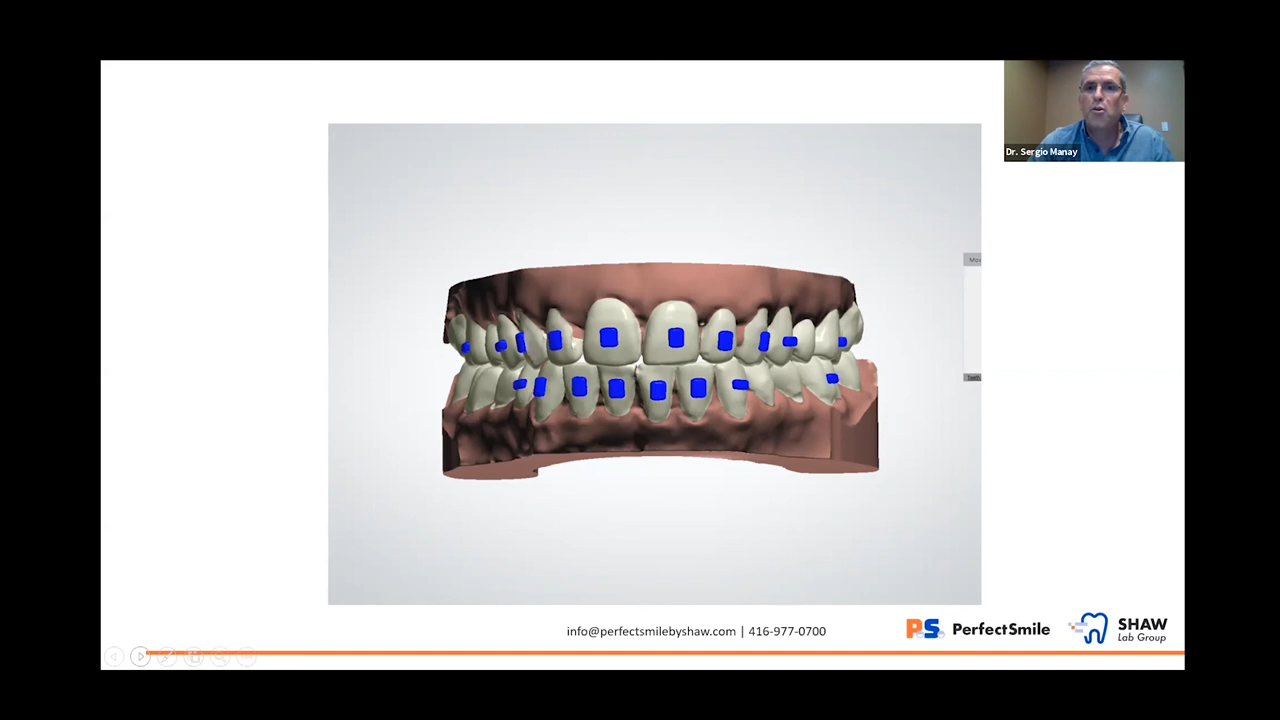 Dr. Sergio Manay
info@perfectsmilebyshaw.com | 416-977-0700
PS PerfectSmile
SHAW
Lab Group